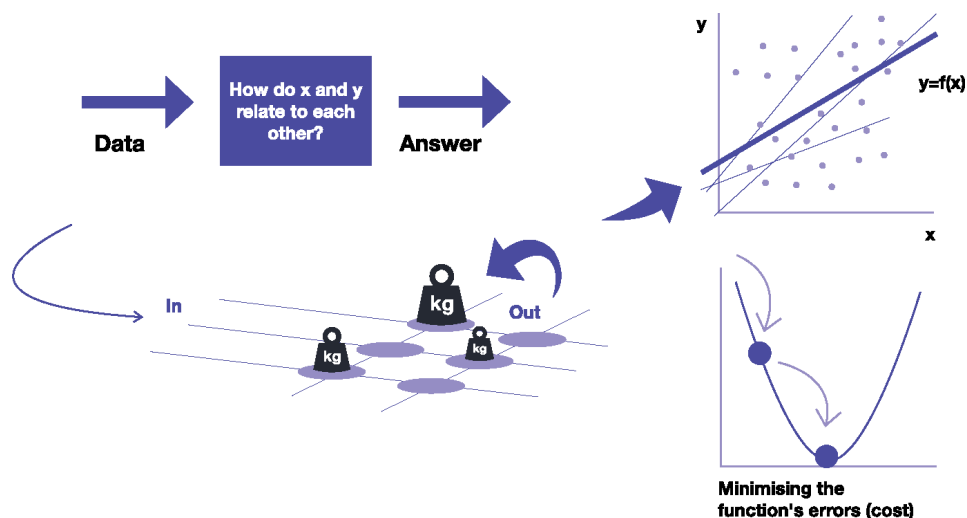 How do x and y
relate to each
other?
Data
Answer
In
kg
kg
kg
Out
y
y=f(x)
x
Minimising the
function's errors (cost)